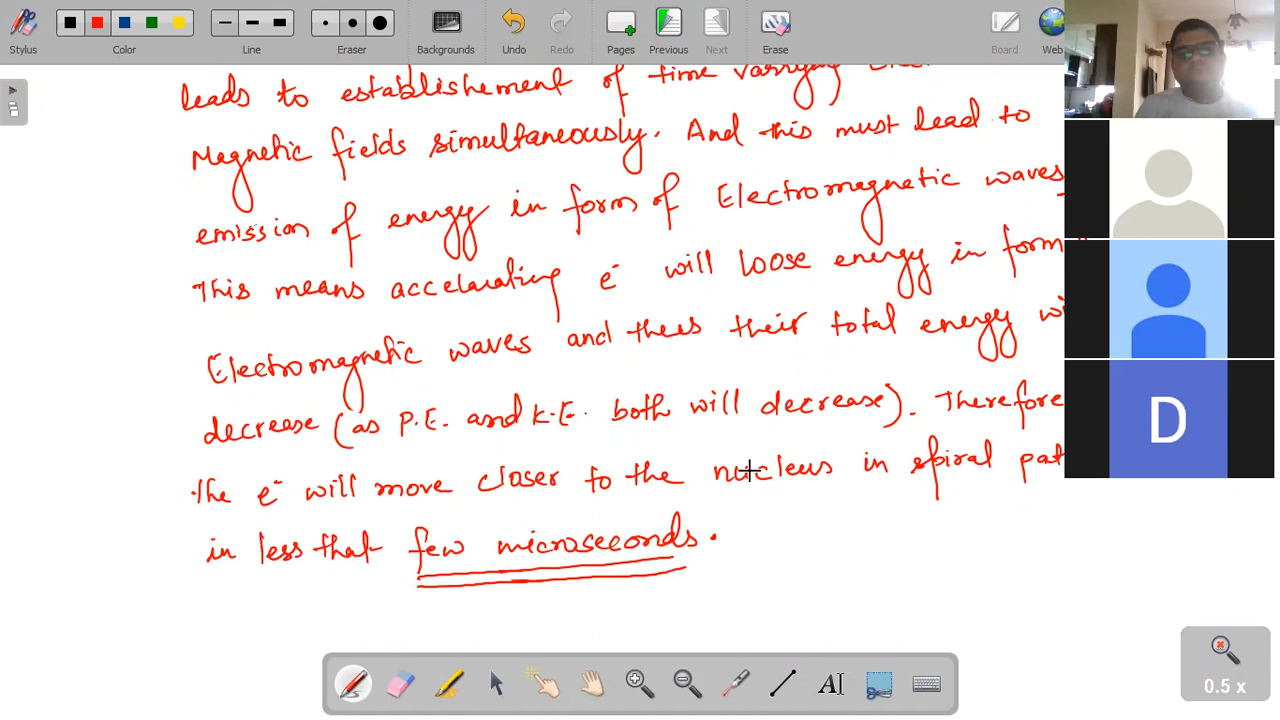 Stylus Color Line Eraser Backgrounds Undo Redo Pages Previous Next Erase Board Web
leads to establishement of time varrying
Magnetic fields simultaneously. And this must lead to
emission of energy in form of Electromagnetic waves
This means accelarating e⁻ will loose energy in form
Electromagnetic waves and thees their total energy wi
decrease (as P.E. and K.E. both will decrease). Therefore
The e⁻ will move closer to the nucleus in spiral pat
in less that few microseconds.
D
0.5 x